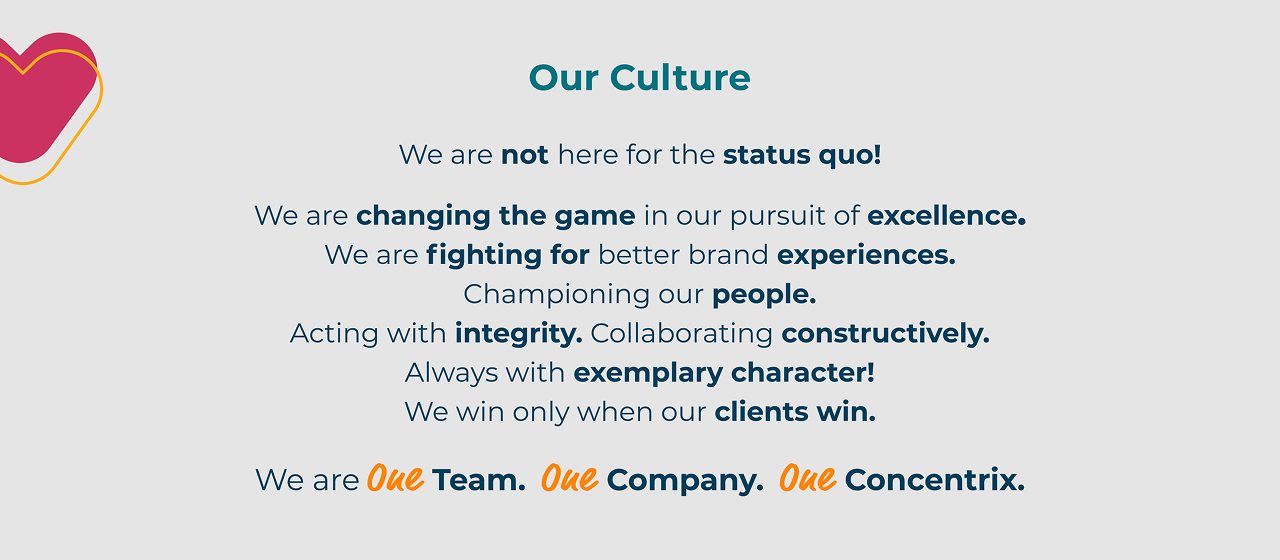 Our Culture
We are not here for the status quo!
We are changing the game in our pursuit of excellence.
We are fighting for better brand experiences.
Championing our people.
Acting with integrity. Collaborating constructively.
Always with exemplary character!
We win only when our clients win.
We are One Team. One Company. One Concentrix.